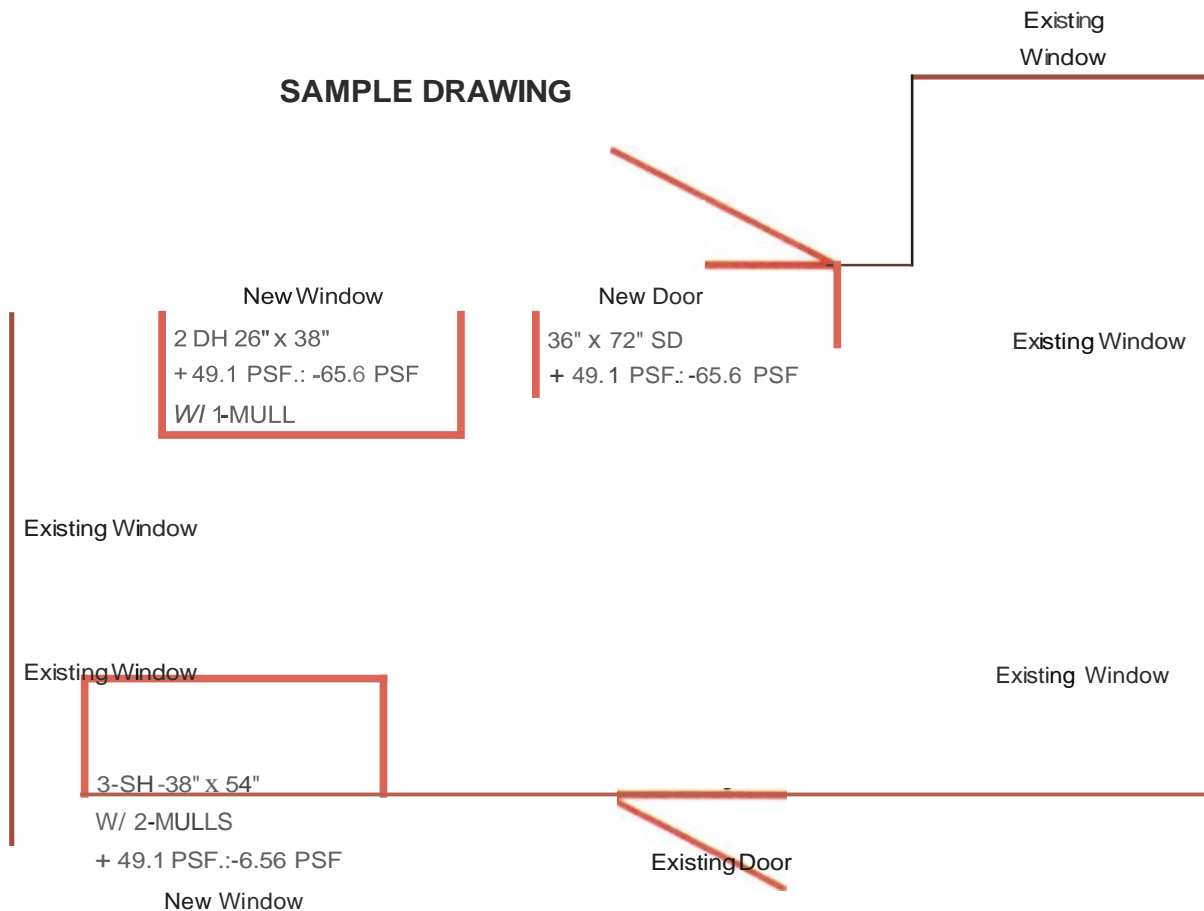 Existing
Window
SAMPLE DRAWING
New Window
New Door
2 DH 26" x 38"
+ 49.1 PSF.: -65.6 PSF
W/ 1-MULL
36" x 72" SD
+ 49.1 PSF.: -65.6 PSF
Existing Window
Existing Window
Existing Window
Existing Window
3-SH -38" x 54"
W/ 2-MULLS
+ 49.1 PSF.:-6.56 PSF
New Window
Existing Door